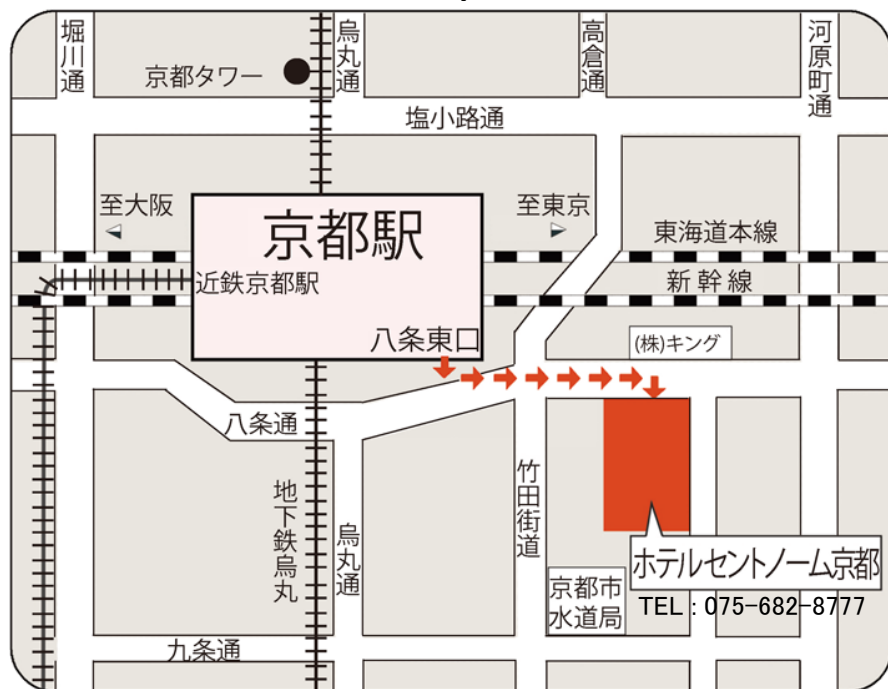 堀川通
烏丸通
高倉通
河原町通
京都タワー
塩小路通
至大阪
至東京
京都駅
東海道本線
近鉄京都駅
新幹線
八条東口
(株)キング
八条通
竹田街道
地下鉄烏丸
烏丸通
ホテルセントノーム京都
京都市
水道局
TEL : 075-682-8777
九条通